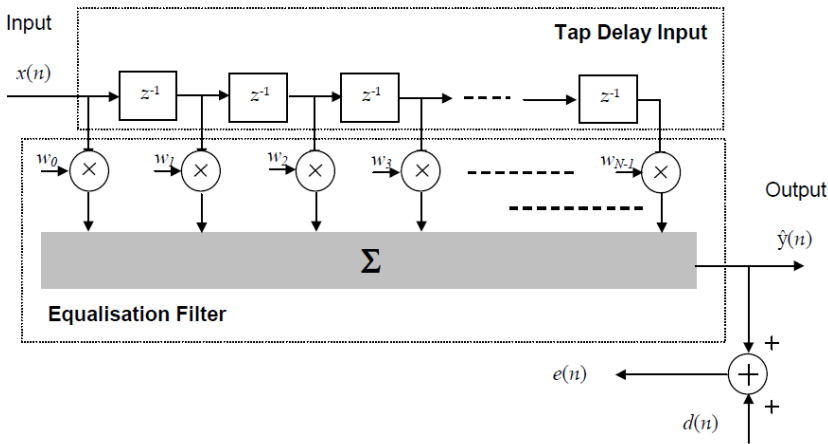 Input
Tap Delay Input
x(n)
z⁻¹ z⁻¹ z⁻¹ z⁻¹
w₀ w₁ w₂ w₃ w_{N-1}
× × × × ×
Output
ŷ(n)
Σ
Equalisation Filter
+
e(n) +
+
d(n)